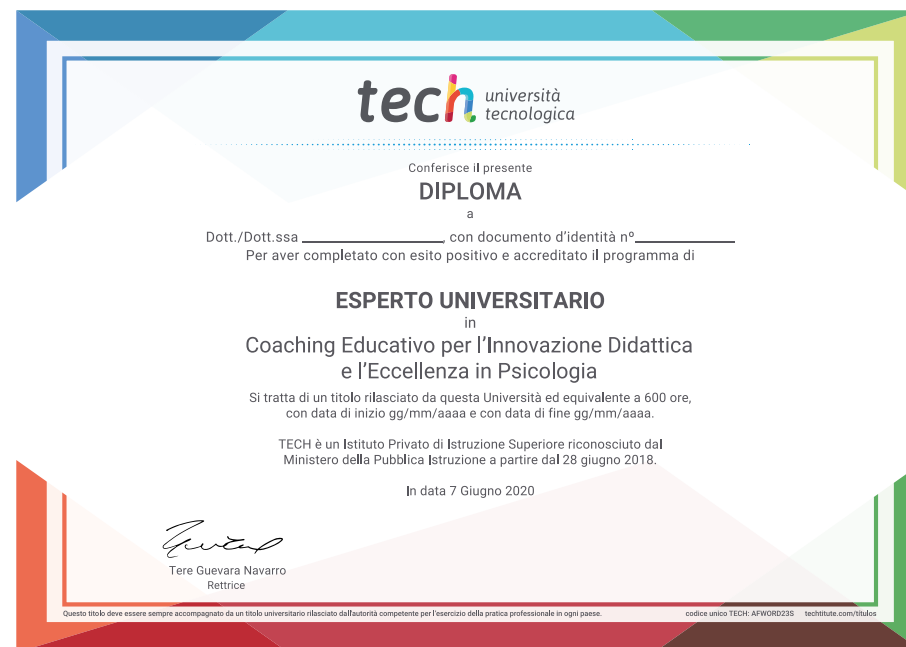 tech università
tecnologica
Conferisce il presente
DIPLOMA
a
Dott./Dott.ssa ____________________, con documento d'identità nº______________
Per aver completato con esito positivo e accreditato il programma di
ESPERTO UNIVERSITARIO
in
Coaching Educativo per l'Innovazione Didattica
e l'Eccellenza in Psicologia
Si tratta di un titolo rilasciato da questa Università ed equivalente a 600 ore,
con data di inizio gg/mm/aaaa e con data di fine gg/mm/aaaa.
TECH è un Istituto Privato di Istruzione Superiore riconosciuto dal
Ministero della Pubblica Istruzione a partire dal 28 giugno 2018.
In data 7 Giugno 2020
Tere Guevara Navarro
Rettrice
Questo titolo deve essere sempre accompagnato da un titolo universitario rilasciato dall'autorità competente per l'esercizio della pratica professionale in ogni paese. codice unico TECH: AFWORD23S techtitute.com/títulos